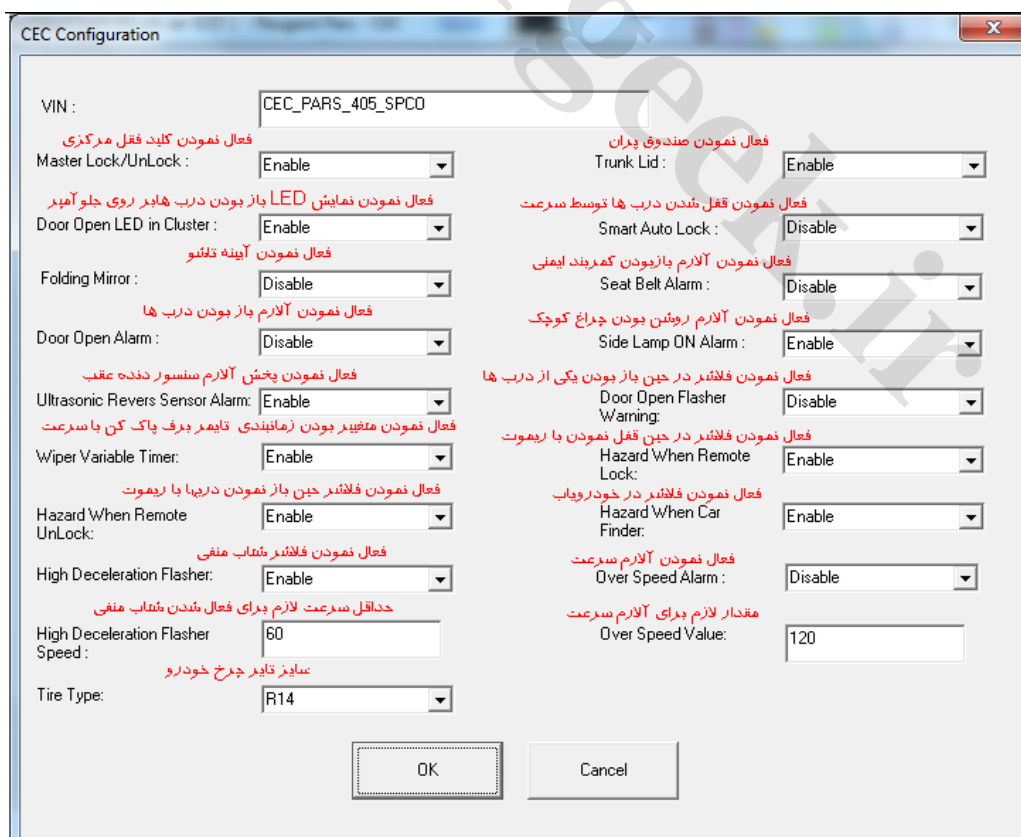 CEC Configuration
VIN :
CEC_PARS_405_SPCO
فعال نمودن کلید قفل مرکزی
Master Lock/UnLock :
Enable
فعال نمودن صندوق پران
Trunk Lid :
Enable
فعال نمودن نمایش LED باز بودن درب هابر روی جلو آمپر
Door Open LED in Cluster :
Enable
فعال نمودن قفل شدن درب ها توسط سرعت
Smart Auto Lock :
Disable
فعال نمودن آیینه تاشو
Folding Mirror :
Disable
فعال نمودن آلارم بازبودن کمربند ایمنی
Seat Belt Alarm :
Disable
فعال نمودن آلارم باز بودن درب ها
Door Open Alarm :
Disable
فعال نمودن آلارم روشن بودن چراغ کوچک
Side Lamp ON Alarm :
Enable
فعال نمودن پخش آلارم سنسور دنده عقب
Ultrasonic Revers Sensor Alarm:
Enable
فعال نمودن فلاشر در حین باز بودن یکی از درب ها
Door Open Flasher
Warning:
Disable
فعال نمودن متغییر بودن زمانبندی تایمر برف پاک کن با سرعت
Wiper Variable Timer:
Enable
فعال نمودن فلاشر در حین قفل نمودن با ریموت
Hazard When Remote
Lock:
Enable
فعال نمودن فلاشر حین باز نمودن دربها با ریموت
Hazard When Remote
UnLock:
Enable
فعال نمودن فلاشر در خودرویاب
Hazard When Car
Finder:
Enable
فعال نمودن فلاشر شتاب منفی
High Deceleration Flasher:
Enable
فعال نمودن آلارم سرعت
Over Speed Alarm :
Disable
حداقل سرعت لازم برای فعال شدن شتاب منفی
High Deceleration Flasher
Speed :
60
مقدار لازم برای آلارم سرعت
Over Speed Value:
120
سایز تایر چرخ خودرو
Tire Type:
R14
OK
Cancel
geek.ir